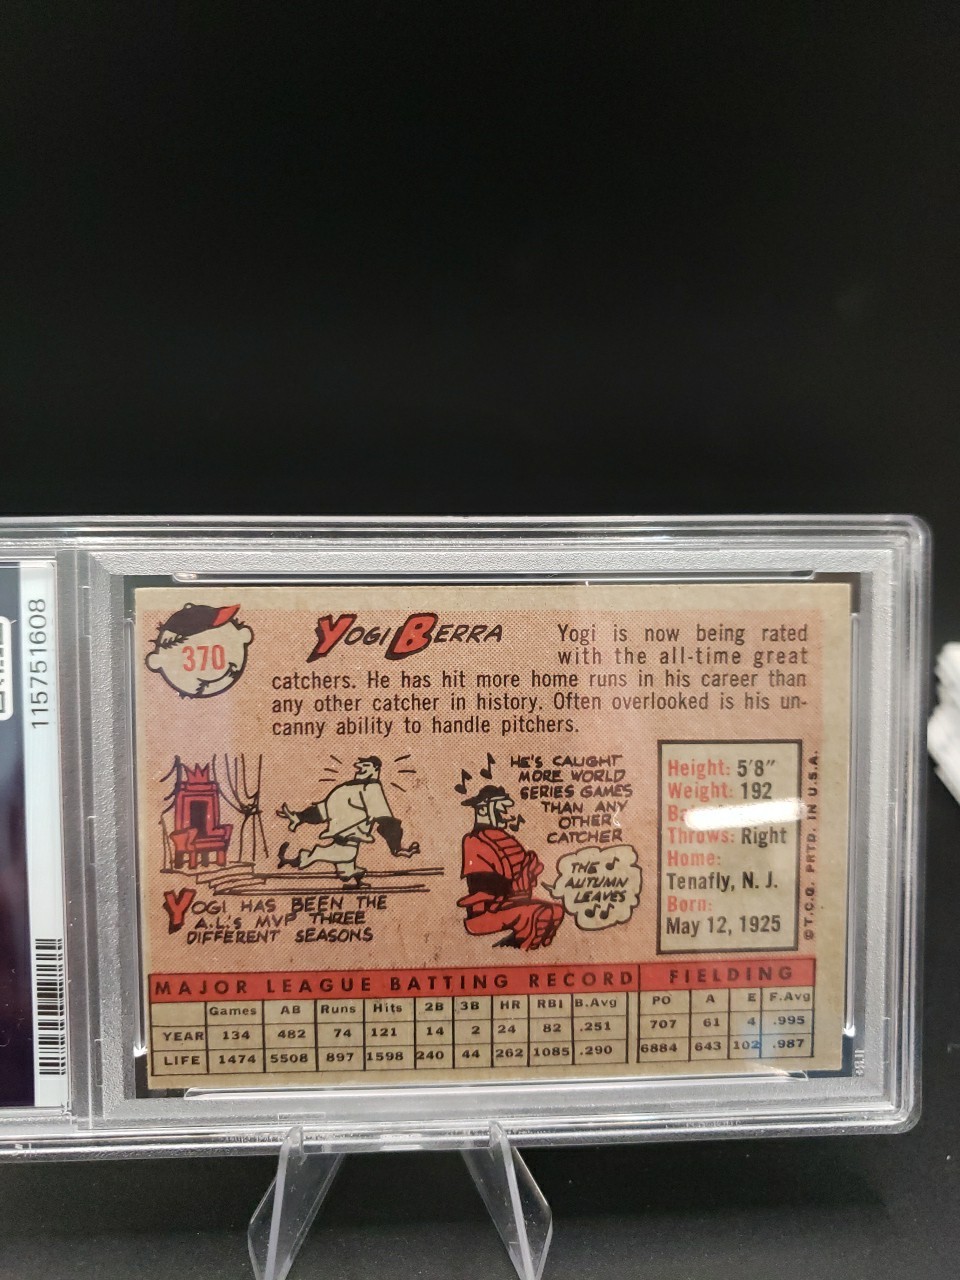 115751608
370
YOGI BERRA
Yogi is now being rated
with the all-time great
catchers. He has hit more home runs in his career than
any other catcher in history. Often overlooked is his un-
canny ability to handle pitchers.
YOGI HAS BEEN THE
A.L.'S MVP THREE
DIFFERENT SEASONS
HE'S CAUGHT
MORE WORLD
SERIES GAMES
THAN ANY
OTHER
CATCHER
THE
AUTUMN
LEAVES
Height: 5'8"
Weight: 192
Throws: Right
Home:
Tenafly, N. J.
Born:
May 12, 1925
©T.C.G. PRTD. IN U.S.A.
MAJOR LEAGUE BATTING RECORD FIELDING
Games AB Runs Hits 2B 3B HR RBI B.Avg PO A E F.Avg
YEAR 134 482 74 121 14 2 24 82 .251 707 61 4 .995
LIFE 1474 5508 897 1598 240 44 262 1085 .290 6884 643 102 .987